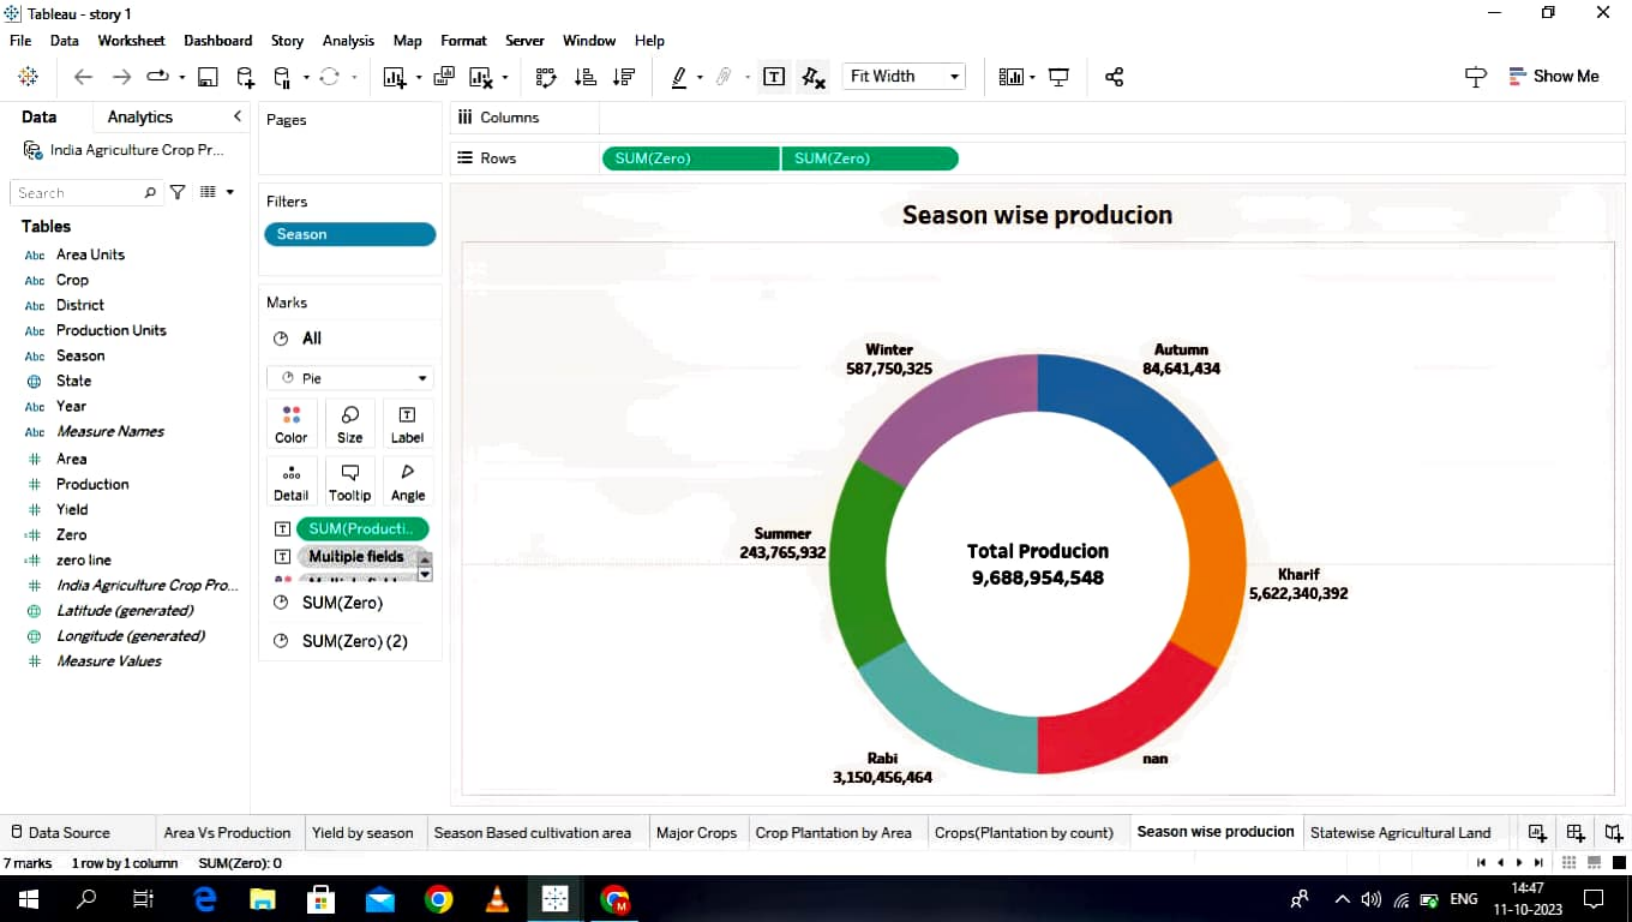 Tableau - story 1
File Data Worksheet Dashboard Story Analysis Map Format Server Window Help
Fit Width
Show Me
Data Analytics
India Agriculture Crop Pr...
Search
Tables
Abc Area Units
Abc Crop
Abc District
Abc Production Units
Abc Season
State
Abc Year
Abc Measure Names
# Area
# Production
# Yield
=# Zero
=# zero line
# India Agriculture Crop Pro...
Latitude (generated)
Longitude (generated)
# Measure Values
Pages
Filters
Season
Marks
All
Pie
Color Size Label
Detail Tooltip Angle
SUM(Producti..
Multiple fields
SUM(Zero)
SUM(Zero) (2)
Columns
Rows SUM(Zero) SUM(Zero)
Season wise producion
Winter
587,750,325
Autumn
84,641,434
Summer
243,765,932
Total Producion
9,688,954,548
Kharif
5,622,340,392
Rabi
3,150,456,464
nan
Data Source Area Vs Production Yield by season Season Based cultivation area Major Crops Crop Plantation by Area Crops(Plantation by count) Season wise producion Statewise Agricultural Land
7 marks 1 row by 1 column SUM(Zero): 0
ENG
14:47
11-10-2023